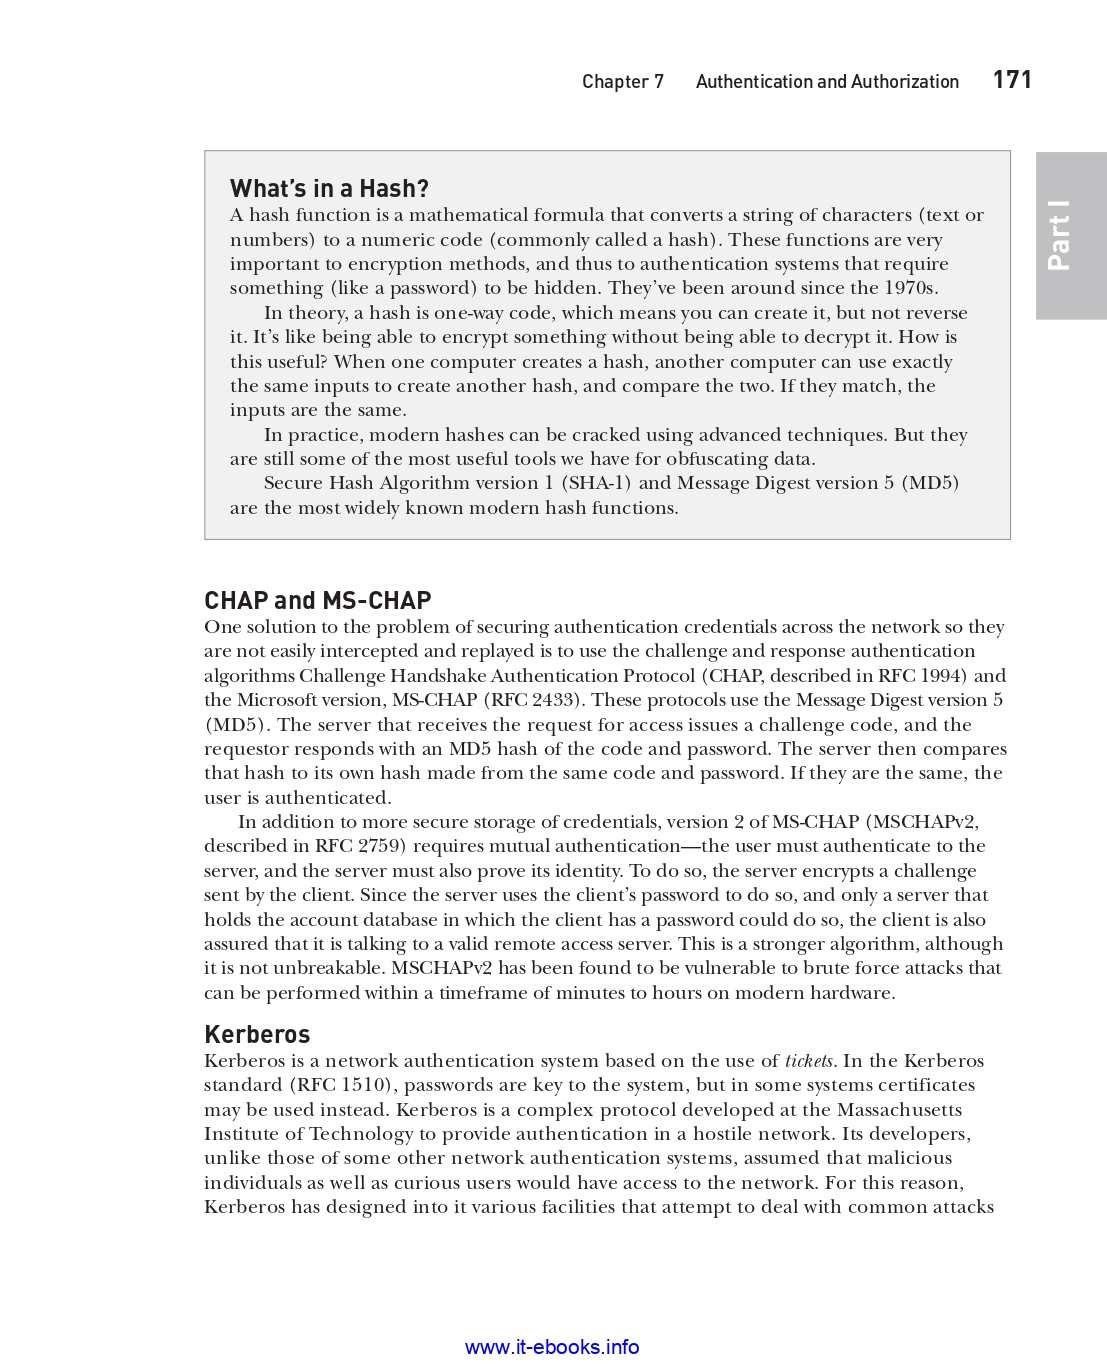 Chapter 7 Authentication and Authorization 171
Part I
What's in a Hash?
A hash function is a mathematical formula that converts a string of characters (text or
numbers) to a numeric code (commonly called a hash). These functions are very
important to encryption methods, and thus to authentication systems that require
something (like a password) to be hidden. They've been around since the 1970s.
In theory, a hash is one-way code, which means you can create it, but not reverse
it. It's like being able to encrypt something without being able to decrypt it. How is
this useful? When one computer creates a hash, another computer can use exactly
the same inputs to create another hash, and compare the two. If they match, the
inputs are the same.
In practice, modern hashes can be cracked using advanced techniques. But they
are still some of the most useful tools we have for obfuscating data.
Secure Hash Algorithm version 1 (SHA-1) and Message Digest version 5 (MD5)
are the most widely known modern hash functions.
CHAP and MS-CHAP
One solution to the problem of securing authentication credentials across the network so they
are not easily intercepted and replayed is to use the challenge and response authentication
algorithms Challenge Handshake Authentication Protocol (CHAP, described in RFC 1994) and
the Microsoft version, MS-CHAP (RFC 2433). These protocols use the Message Digest version 5
(MD5). The server that receives the request for access issues a challenge code, and the
requestor responds with an MD5 hash of the code and password. The server then compares
that hash to its own hash made from the same code and password. If they are the same, the
user is authenticated.
In addition to more secure storage of credentials, version 2 of MS-CHAP (MSCHAPv2,
described in RFC 2759) requires mutual authentication—the user must authenticate to the
server, and the server must also prove its identity. To do so, the server encrypts a challenge
sent by the client. Since the server uses the client's password to do so, and only a server that
holds the account database in which the client has a password could do so, the client is also
assured that it is talking to a valid remote access server. This is a stronger algorithm, although
it is not unbreakable. MSCHAPv2 has been found to be vulnerable to brute force attacks that
can be performed within a timeframe of minutes to hours on modern hardware.
Kerberos
Kerberos is a network authentication system based on the use of tickets. In the Kerberos
standard (RFC 1510), passwords are key to the system, but in some systems certificates
may be used instead. Kerberos is a complex protocol developed at the Massachusetts
Institute of Technology to provide authentication in a hostile network. Its developers,
unlike those of some other network authentication systems, assumed that malicious
individuals as well as curious users would have access to the network. For this reason,
Kerberos has designed into it various facilities that attempt to deal with common attacks
www.it-ebooks.info